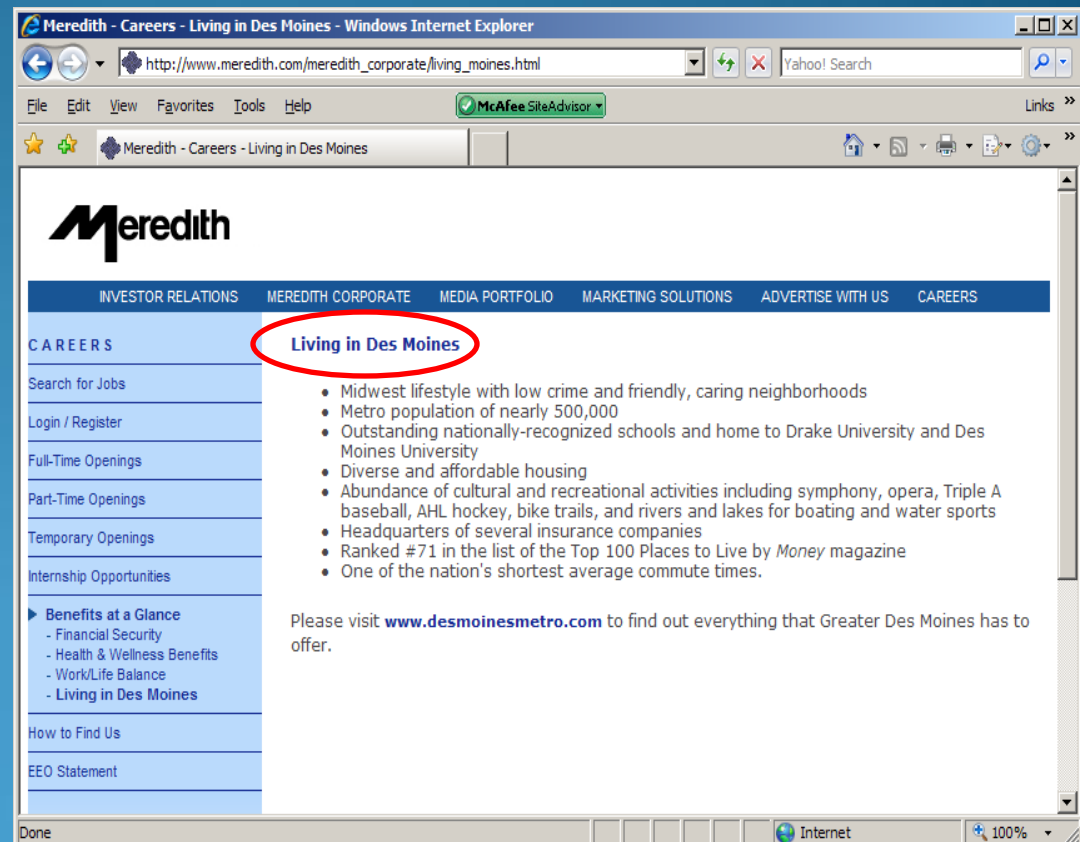 Meredith - Careers - Living in Des Moines - Windows Internet Explorer
http://www.meredith.com/meredith_corporate/living_moines.html
Yahoo! Search
File Edit View Favorites Tools Help
McAfee SiteAdvisor
Links »
Meredith - Careers - Living in Des Moines
»
Meredith
INVESTOR RELATIONS MEREDITH CORPORATE MEDIA PORTFOLIO MARKETING SOLUTIONS ADVERTISE WITH US CAREERS
CAREERS
Search for Jobs
Login / Register
Full-Time Openings
Part-Time Openings
Temporary Openings
Internship Opportunities
Benefits at a Glance
- Financial Security
- Health & Wellness Benefits
- Work/Life Balance
- Living in Des Moines
How to Find Us
EEO Statement
Living in Des Moines
• Midwest lifestyle with low crime and friendly, caring neighborhoods
• Metro population of nearly 500,000
• Outstanding nationally-recognized schools and home to Drake University and Des
Moines University
• Diverse and affordable housing
• Abundance of cultural and recreational activities including symphony, opera, Triple A
baseball, AHL hockey, bike trails, and rivers and lakes for boating and water sports
• Headquarters of several insurance companies
• Ranked #71 in the list of the Top 100 Places to Live by Money magazine
• One of the nation's shortest average commute times.
Please visit www.desmoinesmetro.com to find out everything that Greater Des Moines has to
offer.
Done
Internet
100%